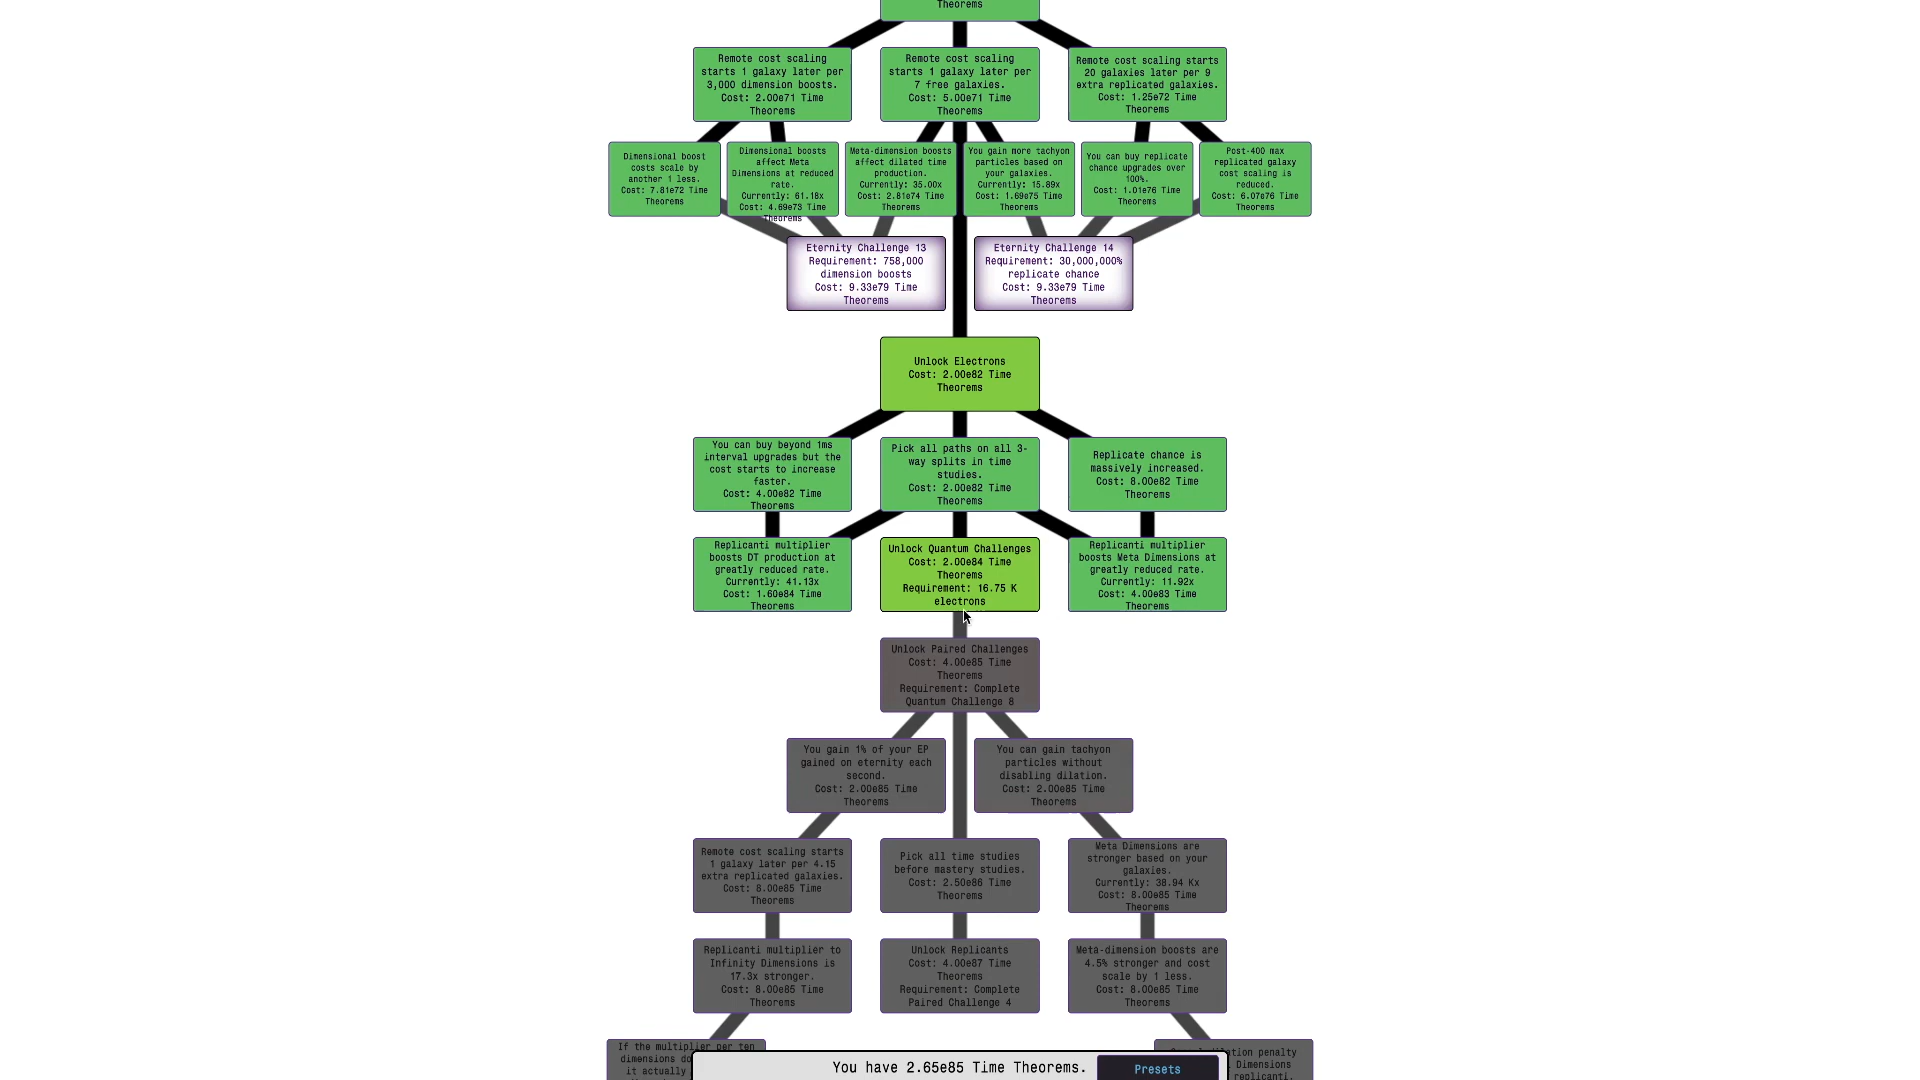 Theorems
Remote cost scaling
starts 1 galaxy later per
3,000 dimension boosts.
Cost: 2.00e71 Time
Theorems
Remote cost scaling
starts 1 galaxy later per
7 free galaxies.
Cost: 5.00e71 Time
Theorems
Remote cost scaling starts
20 galaxies later per 9
extra replicated galaxies.
Cost: 1.25e72 Time
Theorems
Dimensional boost
costs scale by
another 1 less.
Cost: 7.81e72 Time
Theorems
Dimensional boosts
affect Meta
Dimensions at reduced
rate.
Currently: 61.18x
Cost: 4.69e73 Time
Theorems
Meta-dimension boosts
affect dilated time
production.
Currently: 35.00x
Cost: 2.81e74 Time
Theorems
You gain more tachyon
particles based on
your galaxies.
Currently: 15.89x
Cost: 1.69e75 Time
Theorems
You can buy replicate
chance upgrades over
100%.
Cost: 1.01e76 Time
Theorems
Post-400 max
replicated galaxy
cost scaling is
reduced.
Cost: 6.07e76 Time
Theorems
Eternity Challenge 13
Requirement: 758,000
dimension boosts
Cost: 9.33e79 Time
Theorems
Eternity Challenge 14
Requirement: 30,000,000%
replicate chance
Cost: 9.33e79 Time
Theorems
Unlock Electrons
Cost: 2.00e82 Time
Theorems
You can buy beyond 1ms
interval upgrades but the
cost starts to increase
faster.
Cost: 4.00e82 Time
Theorems
Pick all paths on all 3-
way splits in time
studies.
Cost: 2.00e82 Time
Theorems
Replicate chance is
massively increased.
Cost: 8.00e82 Time
Theorems
Replicanti multiplier
boosts DT production at
greatly reduced rate.
Currently: 41.13x
Cost: 1.60e84 Time
Theorems
Unlock Quantum Challenges
Cost: 2.00e84 Time
Theorems
Requirement: 16.75 K
electrons
Replicanti multiplier
boosts Meta Dimensions at
greatly reduced rate.
Currently: 11.92x
Cost: 4.00e83 Time
Theorems
Unlock Paired Challenges
Cost: 4.00e85 Time
Theorems
Requirement: Complete
Quantum Challenge 8
You gain 1% of your EP
gained on eternity each
second.
Cost: 2.00e85 Time
Theorems
You can gain tachyon
particles without
disabling dilation.
Cost: 2.00e85 Time
Theorems
Remote cost scaling starts
1 galaxy later per 4.15
extra replicated galaxies.
Cost: 8.00e85 Time
Theorems
Pick all time studies
before mastery studies.
Cost: 2.50e86 Time
Theorems
Meta Dimensions are
stronger based on your
galaxies.
Currently: 38.94 Kx
Cost: 8.00e85 Time
Theorems
Replicanti multiplier to
Infinity Dimensions is
17.3x stronger.
Cost: 8.00e85 Time
Theorems
Unlock Replicants
Cost: 4.00e87 Time
Theorems
Requirement: Complete
Paired Challenge 4
Meta-dimension boosts are
4.5% stronger and cost
scale by 1 less.
Cost: 8.00e85 Time
Theorems
If the multiplier per ten
dimensions
it actually
penalty
Dimensions
replicanti.
You have 2.65e85 Time Theorems.
Presets